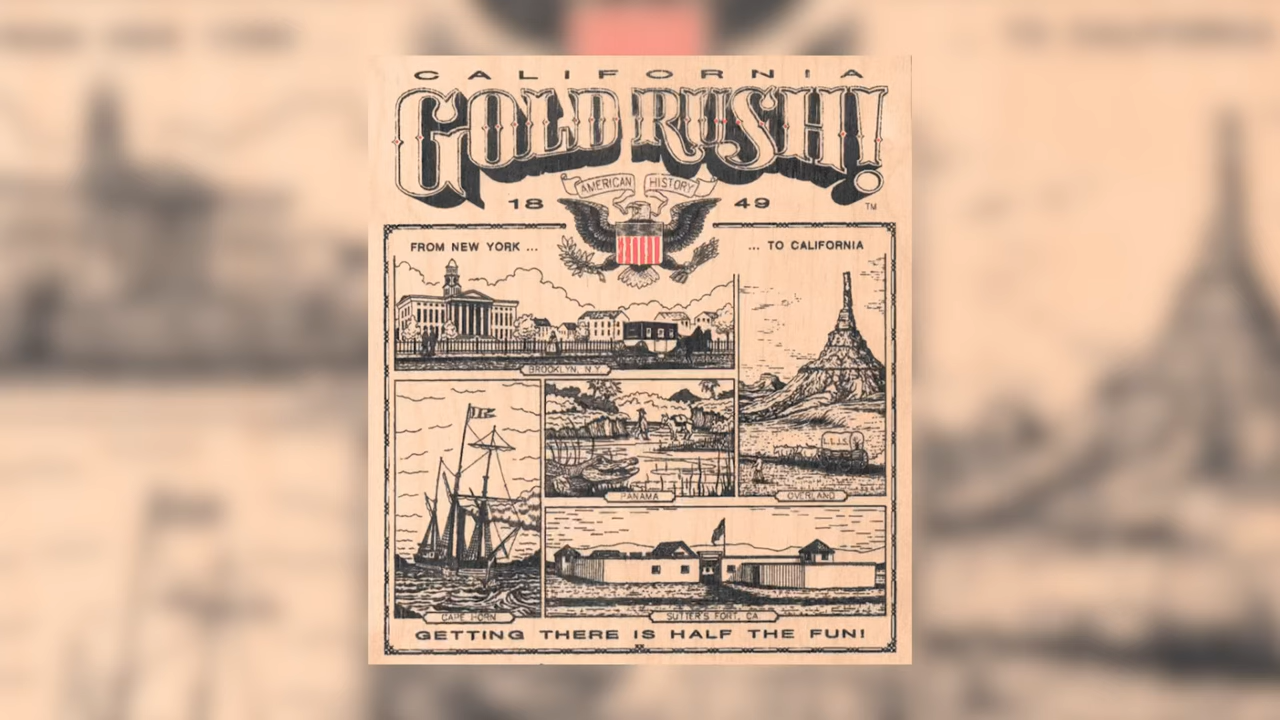 CALIFORNIA
GOLD RUSH!
AMERICAN HISTORY
18 49
TM
FROM NEW YORK ...
... TO CALIFORNIA
BROOKLYN, N.Y.
PANAMA
OVERLAND
CAPE HORN
SUTTER'S FORT, CA
GETTING THERE IS HALF THE FUN!